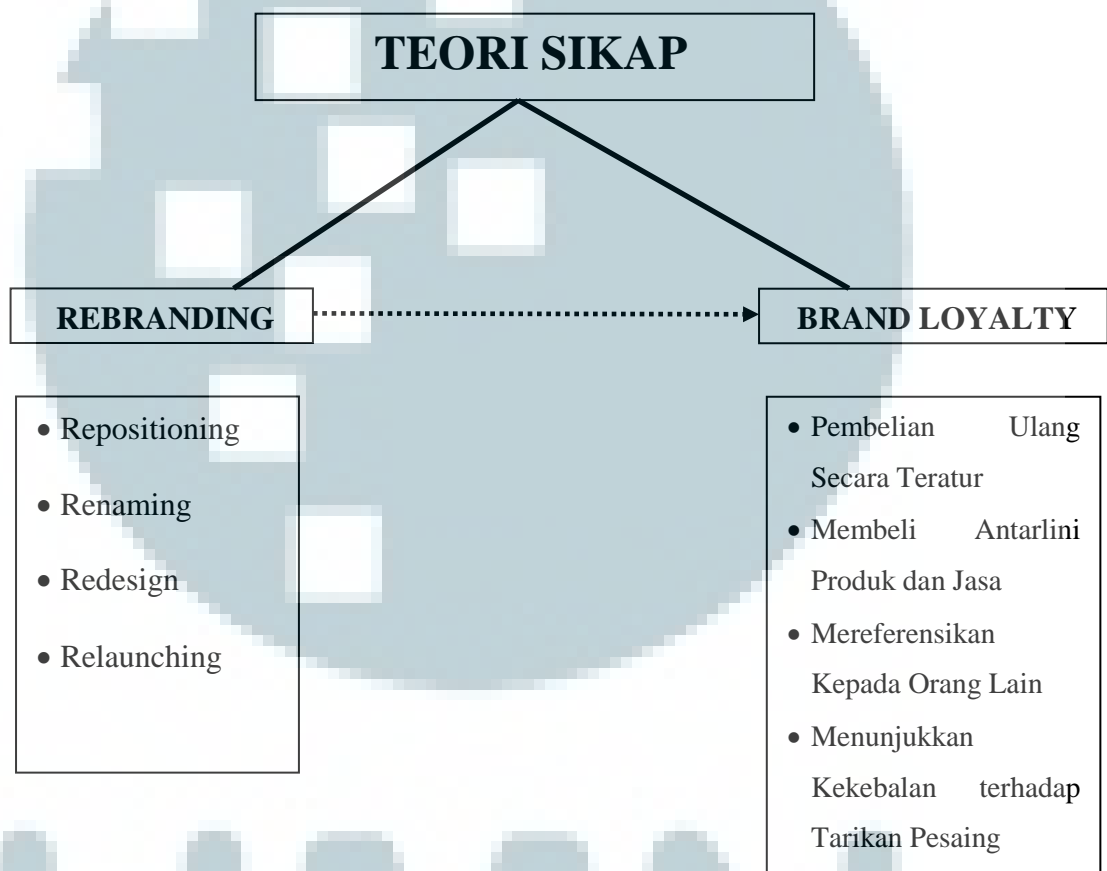 TEORI SIKAP
REBRANDING
BRAND LOYALTY
• Repositioning
• Renaming
• Redesign
• Relaunching
• Pembelian Ulang
Secara Teratur
• Membeli Antarlini
Produk dan Jasa
• Mereferensikan
Kepada Orang Lain
• Menunjukkan
Kekebalan terhadap
Tarikan Pesaing